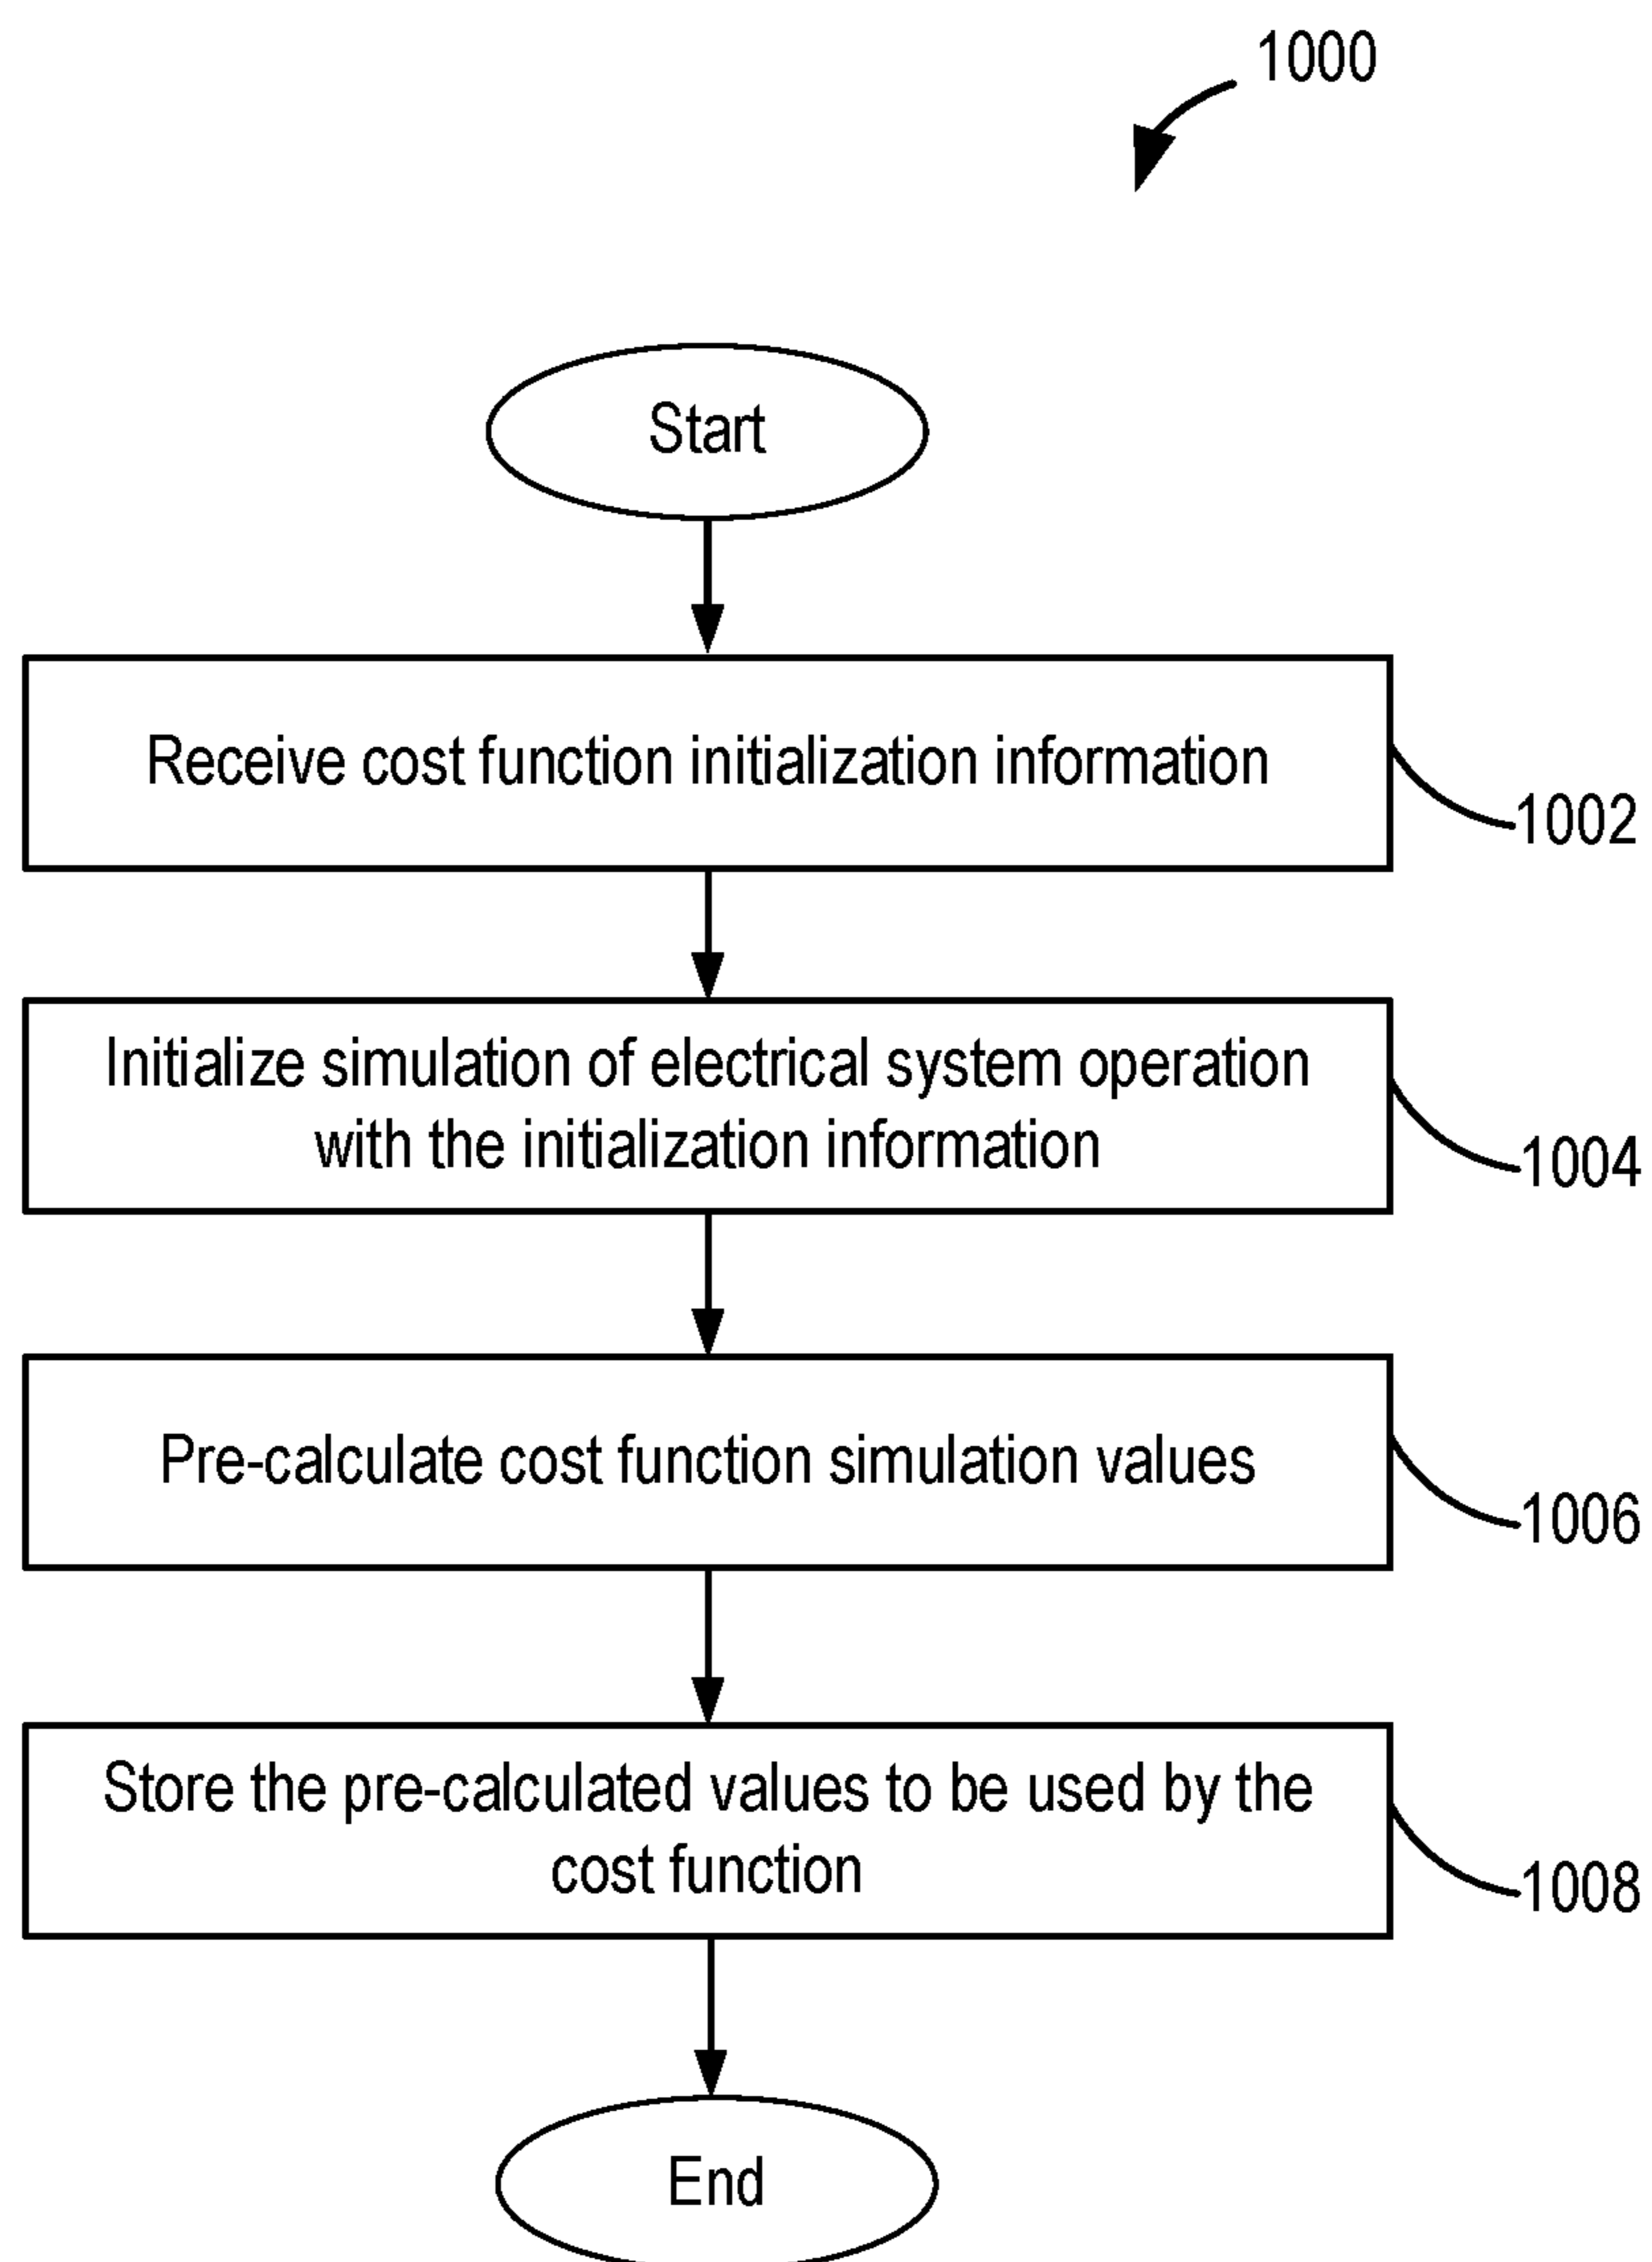 1000
Start
Receive cost function initialization information
1002
Initialize simulation of electrical system operation
with the initialization information
1004
Pre-calculate cost function simulation values
1006
Store the pre-calculated values to be used by the
cost function
1008
End